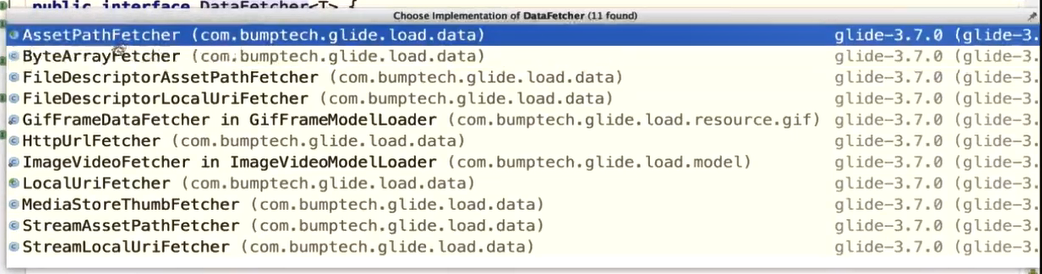 public interface DataFetcher<T> {
Choose Implementation of DataFetcher (11 found)
AssetPathFetcher (com.bumptech.glide.load.data) glide-3.7.0 (glide-3.
ByteArrayFetcher (com.bumptech.glide.load.data) glide-3.7.0 (glide-3.
FileDescriptorAssetPathFetcher (com.bumptech.glide.load.data) glide-3.7.0 (glide-3.
FileDescriptorLocalUriFetcher (com.bumptech.glide.load.data) glide-3.7.0 (glide-3.
GifFrameDataFetcher in GifFrameModelLoader (com.bumptech.glide.load.resource.gif) glide-3.7.0 (glide-3.
HttpUrlFetcher (com.bumptech.glide.load.data) glide-3.7.0 (glide-3.
ImageVideoFetcher in ImageVideoModelLoader (com.bumptech.glide.load.model) glide-3.7.0 (glide-3.
LocalUriFetcher (com.bumptech.glide.load.data) glide-3.7.0 (glide-3.
MediaStoreThumbFetcher (com.bumptech.glide.load.data) glide-3.7.0 (glide-3.
StreamAssetPathFetcher (com.bumptech.glide.load.data) glide-3.7.0 (glide-3.
StreamLocalUriFetcher (com.bumptech.glide.load.data) glide-3.7.0 (glide-3.